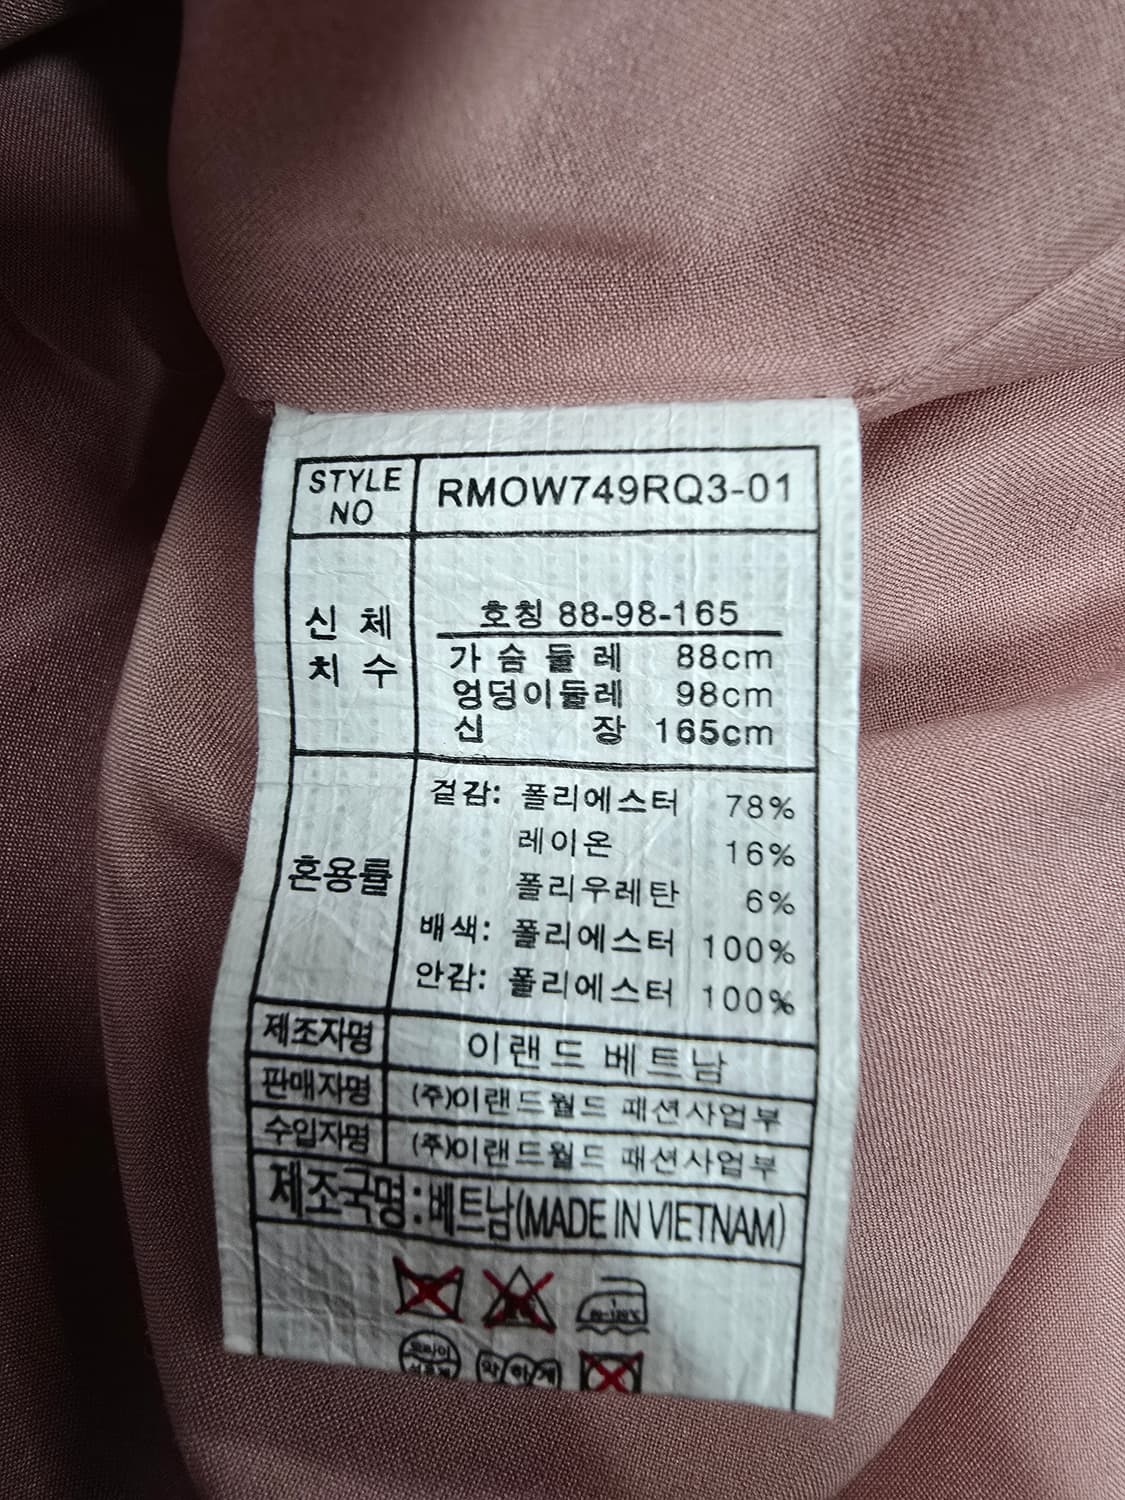 STYLE NO RMOW749RQ3-01
신체 치수
호칭 88-98-165
가슴둘레 88cm
엉덩이둘레 98cm
신장 165cm
혼용률
겉감: 폴리에스터 78%
레이온 16%
폴리우레탄 6%
배색: 폴리에스터 100%
안감: 폴리에스터 100%
제조자명 이랜드 베트남
판매자명 (주)이랜드월드 패션사업부
수입자명 (주)이랜드월드 패션사업부
제조국명:베트남(MADE IN VIETNAM)
드라이
약하게